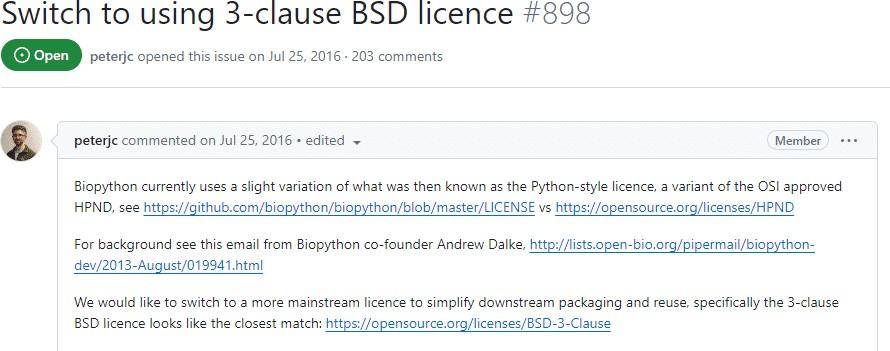 Switch to using 3-clause BSD licence #898
Open peterjc opened this issue on Jul 25, 2016 · 203 comments
peterjc commented on Jul 25, 2016 • edited Member ...
Biopython currently uses a slight variation of what was then known as the Python-style licence, a variant of the OSI approved
HPND, see https://github.com/biopython/biopython/blob/master/LICENSE vs https://opensource.org/licenses/HPND
For background see this email from Biopython co-founder Andrew Dalke, http://lists.open-bio.org/pipermail/biopython-
dev/2013-August/019941.html
We would like to switch to a more mainstream licence to simplify downstream packaging and reuse, specifically the 3-clause
BSD licence looks like the closest match: https://opensource.org/licenses/BSD-3-Clause